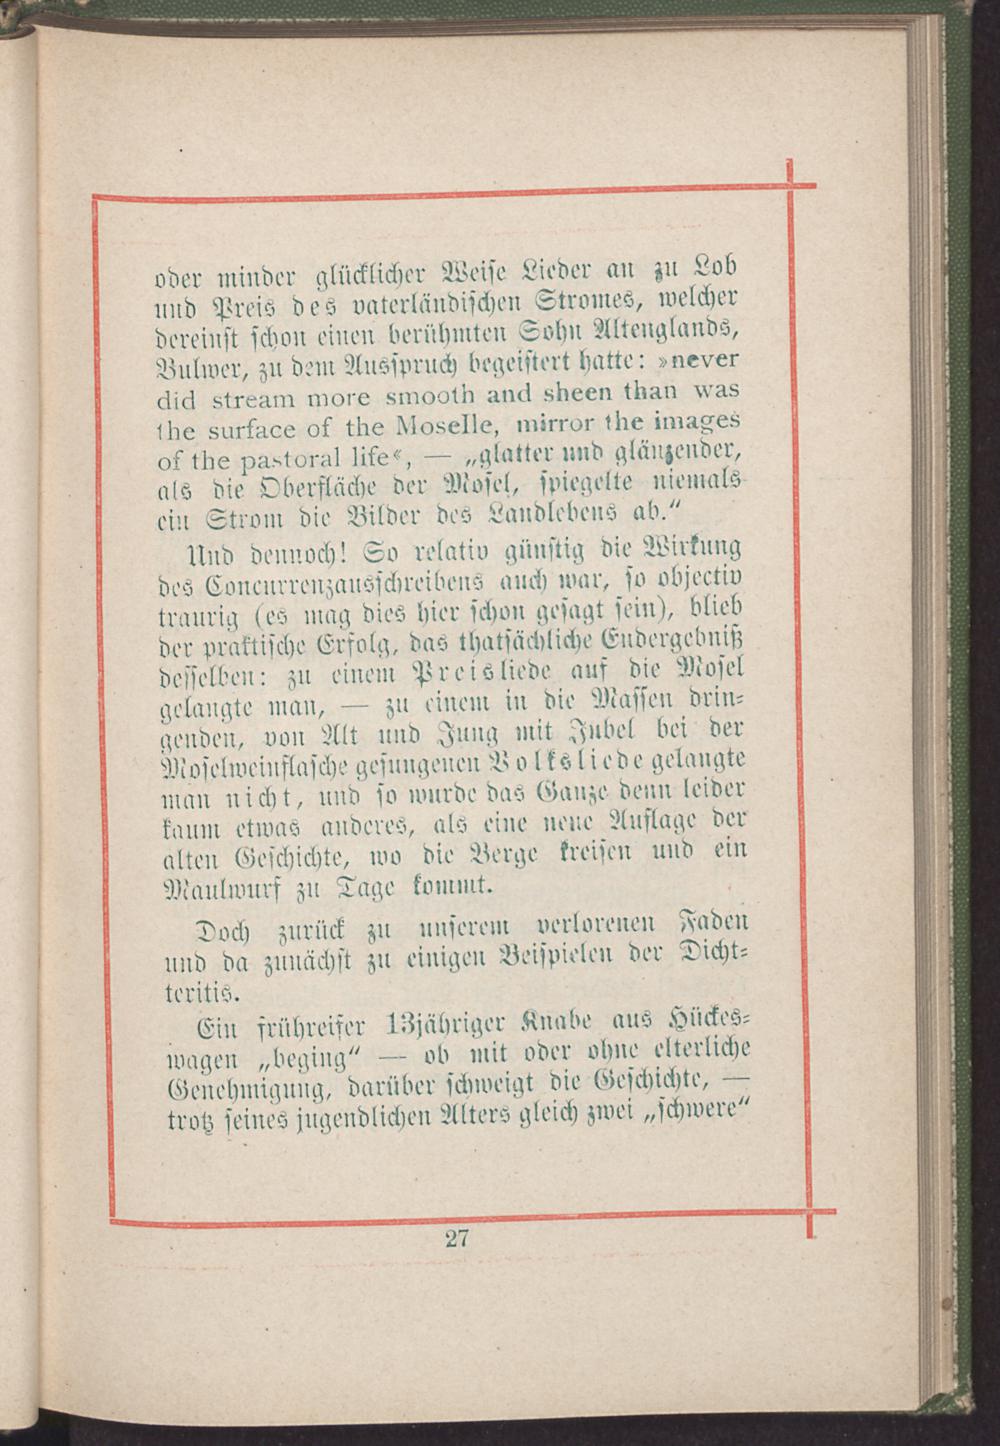 oder minder glücklicher Weise Lieder an zu Lob
und Preis des vaterländischen Stromes, welcher
dereinst schon einen berühmten Sohn Altenglands,
Bulwer, zu dem Ausspruch begeistert hatte: »never
did stream more smooth and sheen than was
the surface of the Moselle, mirror the images
of the pastoral life«, — „glatter und glänzender,
als die Oberfläche der Mosel, spiegelte niemals
ein Strom die Bilder des Landlebens ab.“
Und dennoch! So relativ günstig die Wirkung
des Concurrenzausschreibens auch war, so objectiv
traurig (es mag dies hier schon gesagt sein), blieb
der praktische Erfolg, das thatsächliche Endergebniß
desselben: zu einem Preisliede auf die Mosel
gelangte man, — zu einem in die Massen drin-
genden, von Alt und Jung mit Jubel bei der
Moselweinflasche gesungenen Volksliede gelangte
man nicht, und so wurde das Ganze denn leider
kaum etwas anderes, als eine neue Auflage der
alten Geschichte, wo die Berge kreisen und ein
Maulwurf zu Tage kommt.
Doch zurück zu unserem verlorenen Faden
und da zunächst zu einigen Beispielen der Dicht-
teritis.
Ein frühreifer 13jähriger Knabe aus Hückes-
wagen „beging“ — ob mit oder ohne elterliche
Genehmigung, darüber schweigt die Geschichte, —
trotz seines jugendlichen Alters gleich zwei „schwere“
27